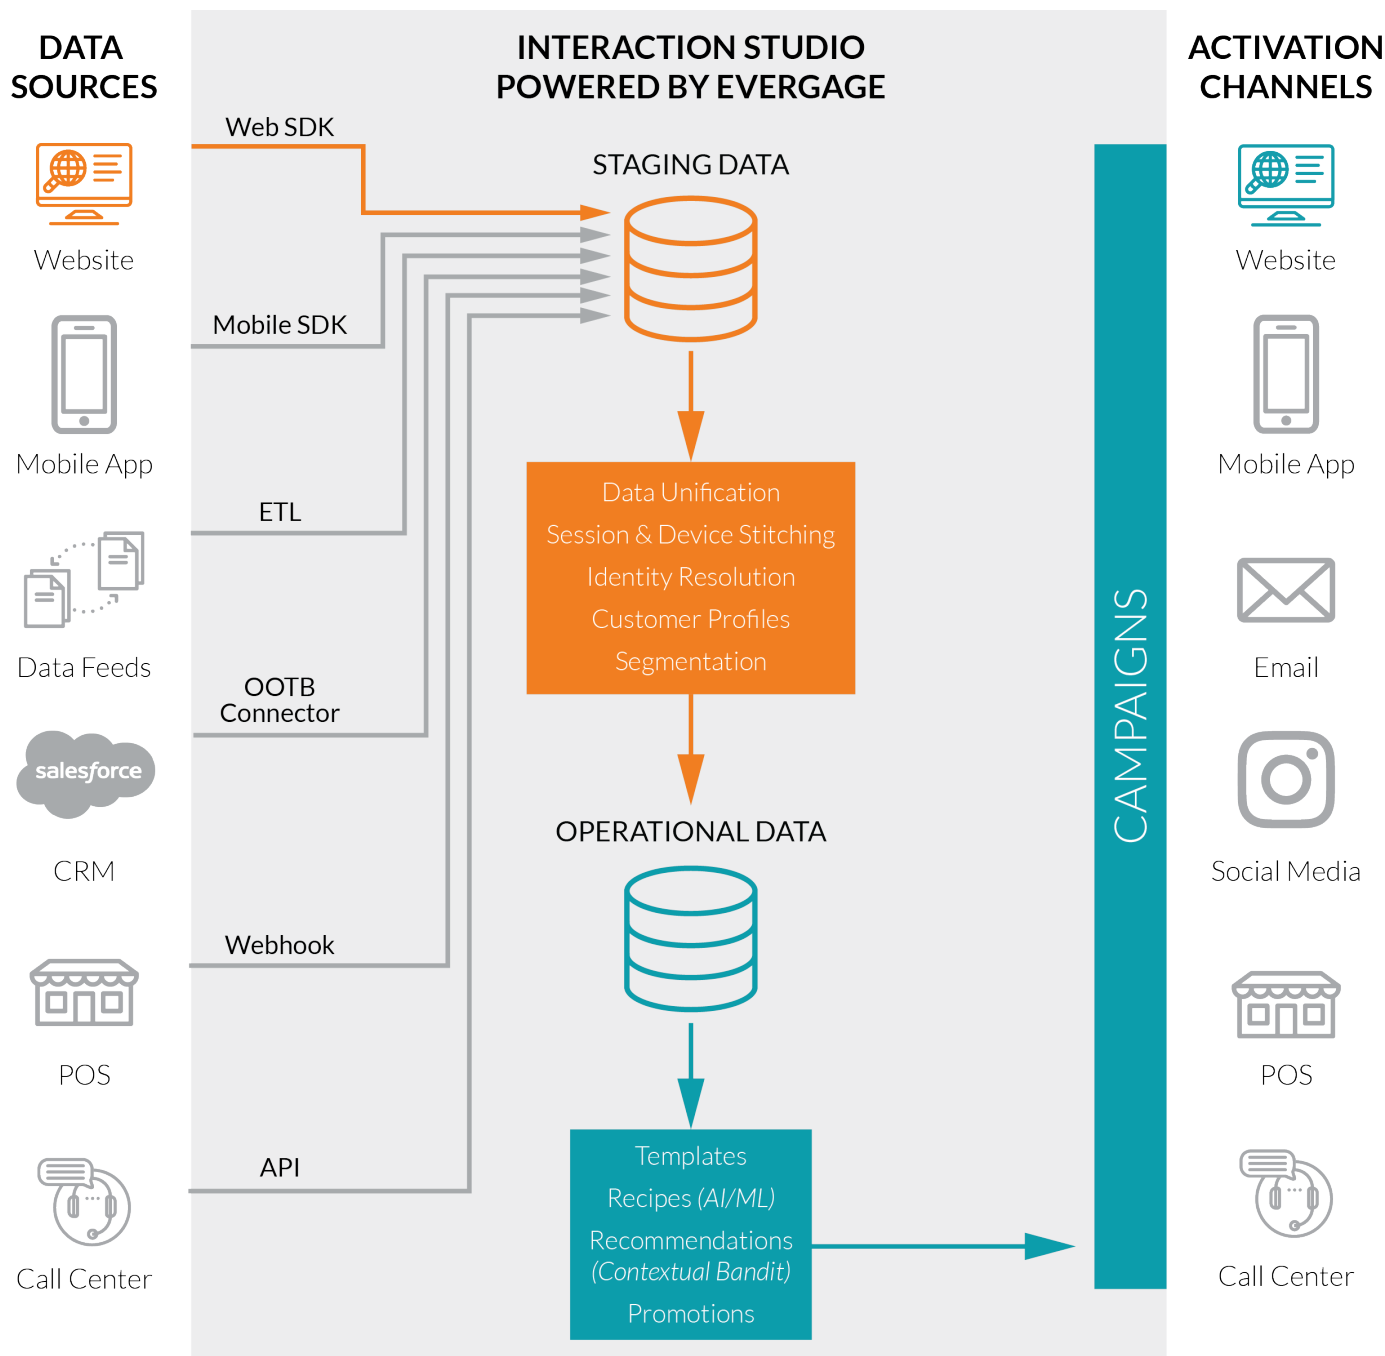 DATA
SOURCES
Website
Mobile App
Data Feeds
salesforce
CRM
POS
Call Center
INTERACTION STUDIO
POWERED BY EVERGAGE
Web SDK
Mobile SDK
ETL
OOTB
Connector
Webhook
API
STAGING DATA
Data Unification
Session & Device Stitching
Identity Resolution
Customer Profiles
Segmentation
OPERATIONAL DATA
Templates
Recipes (AI/ML)
Recommendations
(Contextual Bandit)
Promotions
CAMPAIGNS
ACTIVATION
CHANNELS
Website
Mobile App
Email
Social Media
POS
Call Center